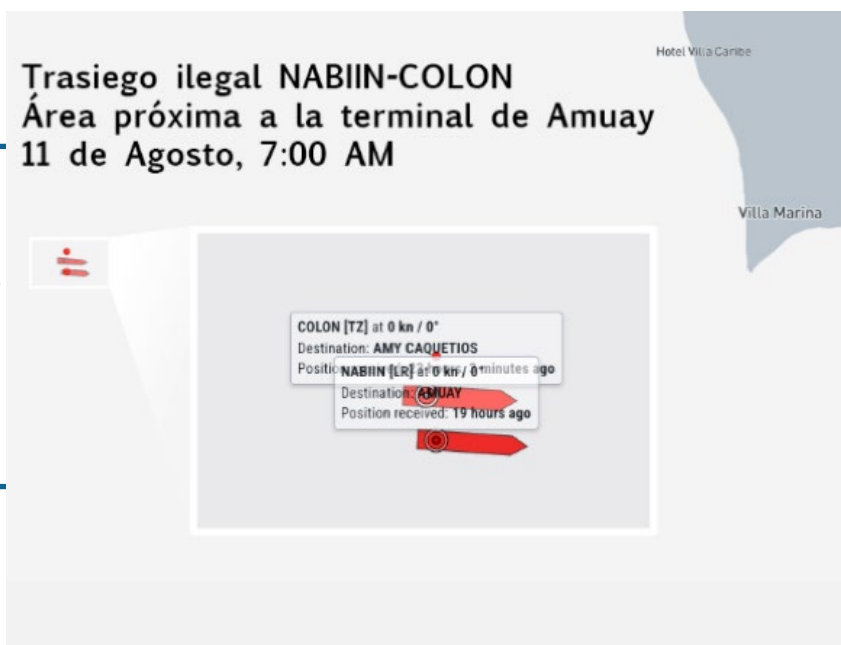 Hotel Villa Caribe
Trasiego ilegal NABIIN-COLON
Área próxima a la terminal de Amuay
11 de Agosto, 7:00 AM
Villa Marina
COLON [TZ] at 0 kn / 0°
Destination: AMY CAQUETIOS
minutes ago
NABIIN [LR] at 0 kn / 0°
Destination: AMUAY
Position received: 19 hours ago